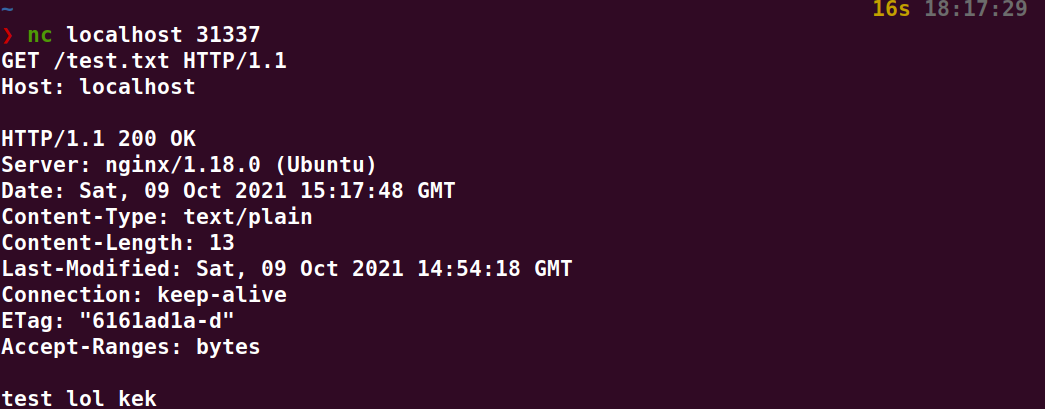 ~ 16s 18:17:29
❯ nc localhost 31337
GET /test.txt HTTP/1.1
Host: localhost
HTTP/1.1 200 OK
Server: nginx/1.18.0 (Ubuntu)
Date: Sat, 09 Oct 2021 15:17:48 GMT
Content-Type: text/plain
Content-Length: 13
Last-Modified: Sat, 09 Oct 2021 14:54:18 GMT
Connection: keep-alive
ETag: "6161ad1a-d"
Accept-Ranges: bytes
test lol kek